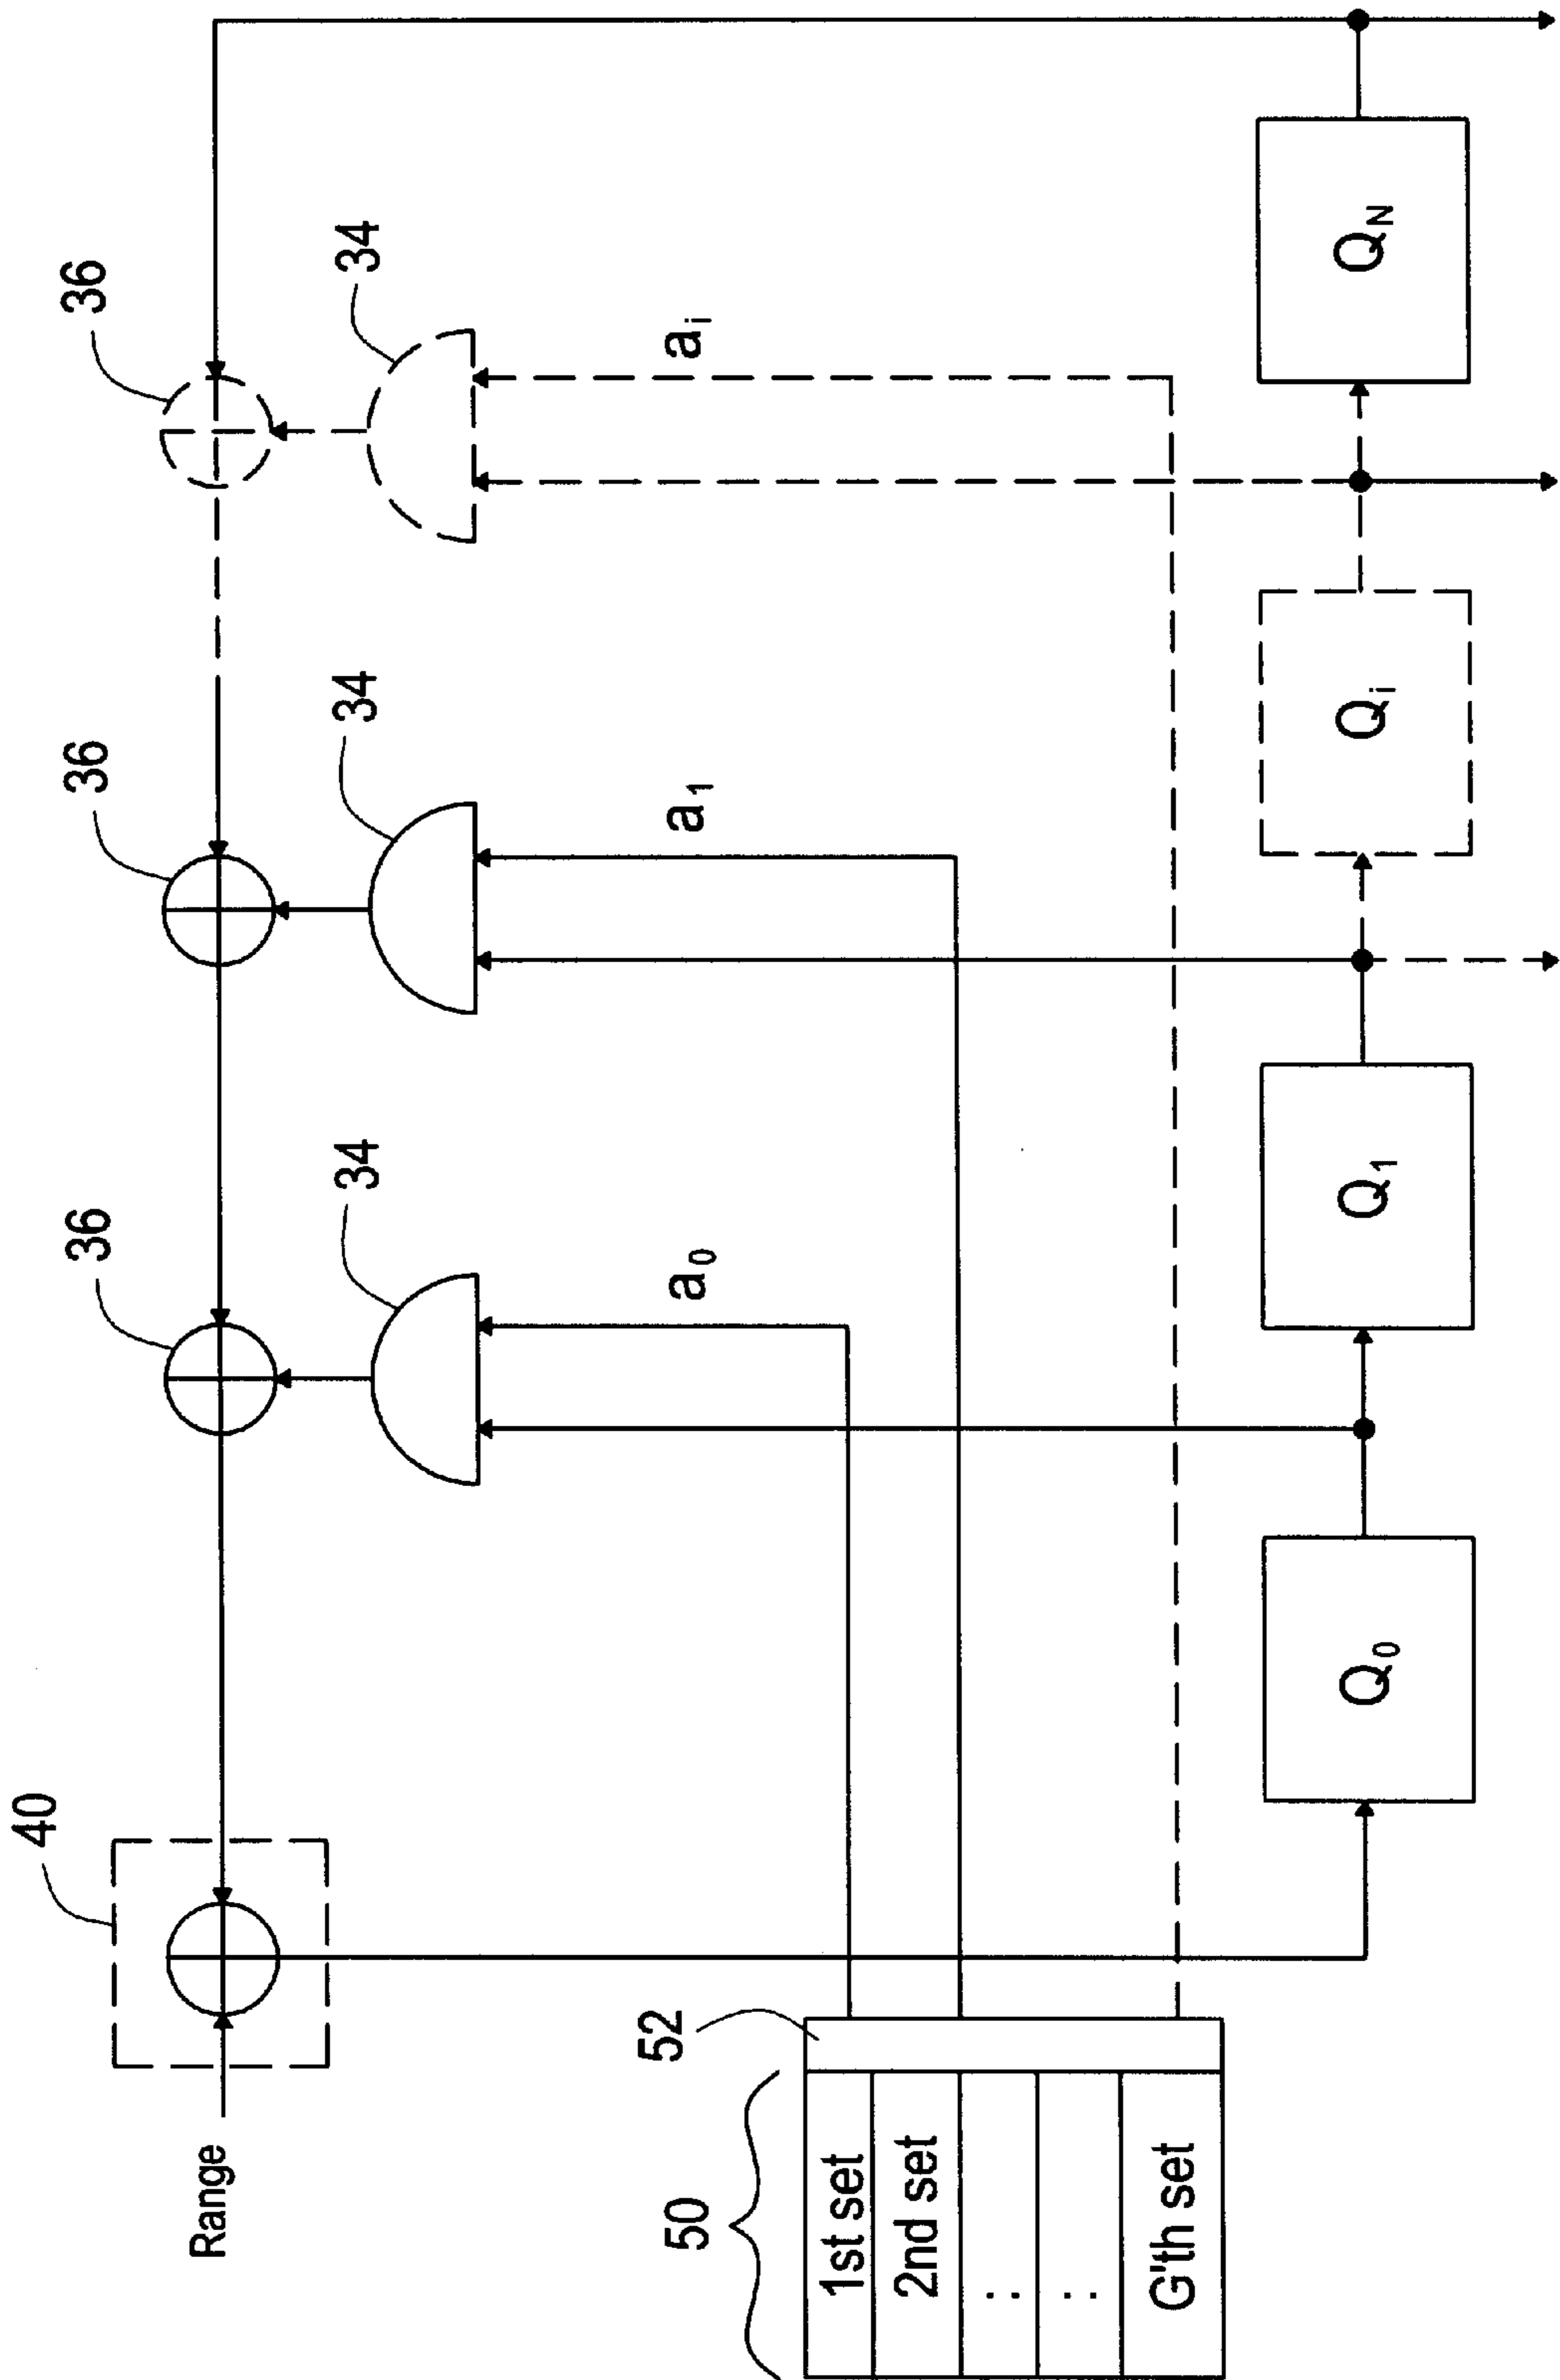 40
36
36
36
Range
34
34
34
a₀
a₁
aᵢ
52
50
1st set
2nd set
: 
:
G'th set
Q₀
Q₁
Qᵢ
Q_N